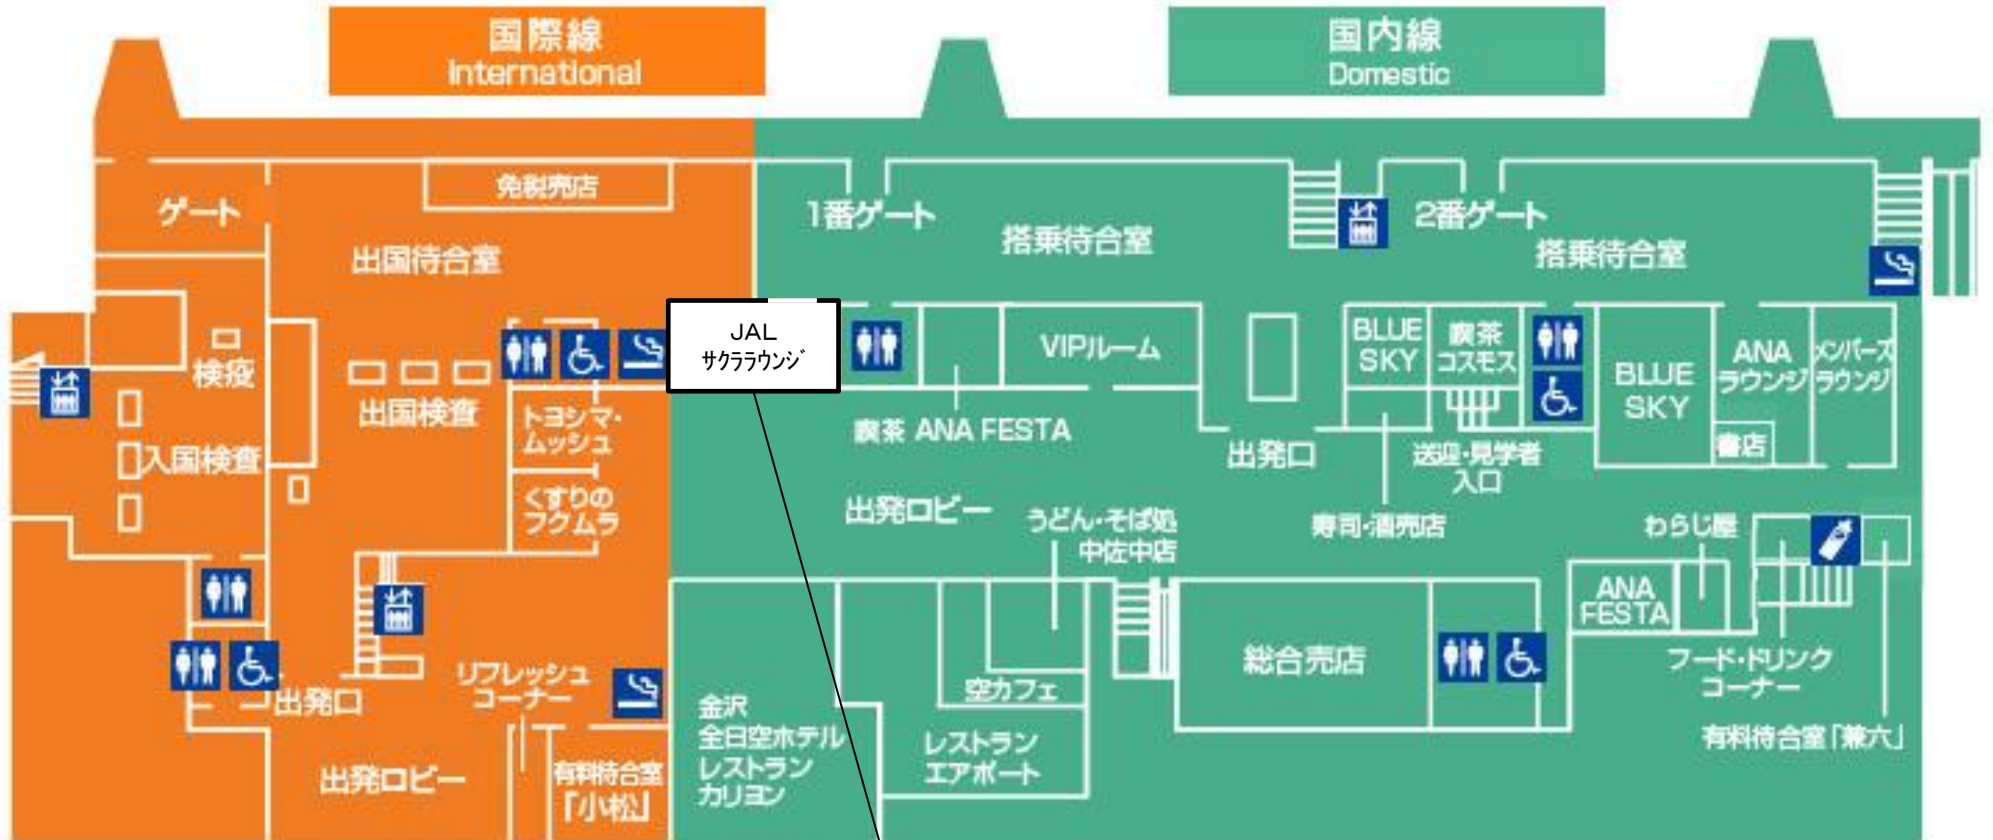 国際線
International
国内線
Domestic
免税売店
ゲート
1番ゲート
2番ゲート
搭乗待合室
搭乗待合室
出国待合室
JAL
サクララウンジ
VIPルーム
BLUE
SKY
喫茶
コスモス
BLUE
SKY
ANA
ラウンジ
メンバーズ
ラウンジ
検疫
出国検査
トヨシマ・
ムッシュ
喫茶 ANA FESTA
出発口
送迎・見学者
入口
書店
入国検査
くすりの
フクムラ
出発ロビー
うどん・そば処
中佐中店
寿司・酒売店
わらじ屋
ANA
FESTA
総合売店
フード・ドリンク
コーナー
リフレッシュ
コーナー
出発口
空カフェ
金沢
全日空ホテル
レストラン
カリヨン
レストラン
エアポート
有料待合室「兼六」
出発ロビー
有料待合室
「小松」